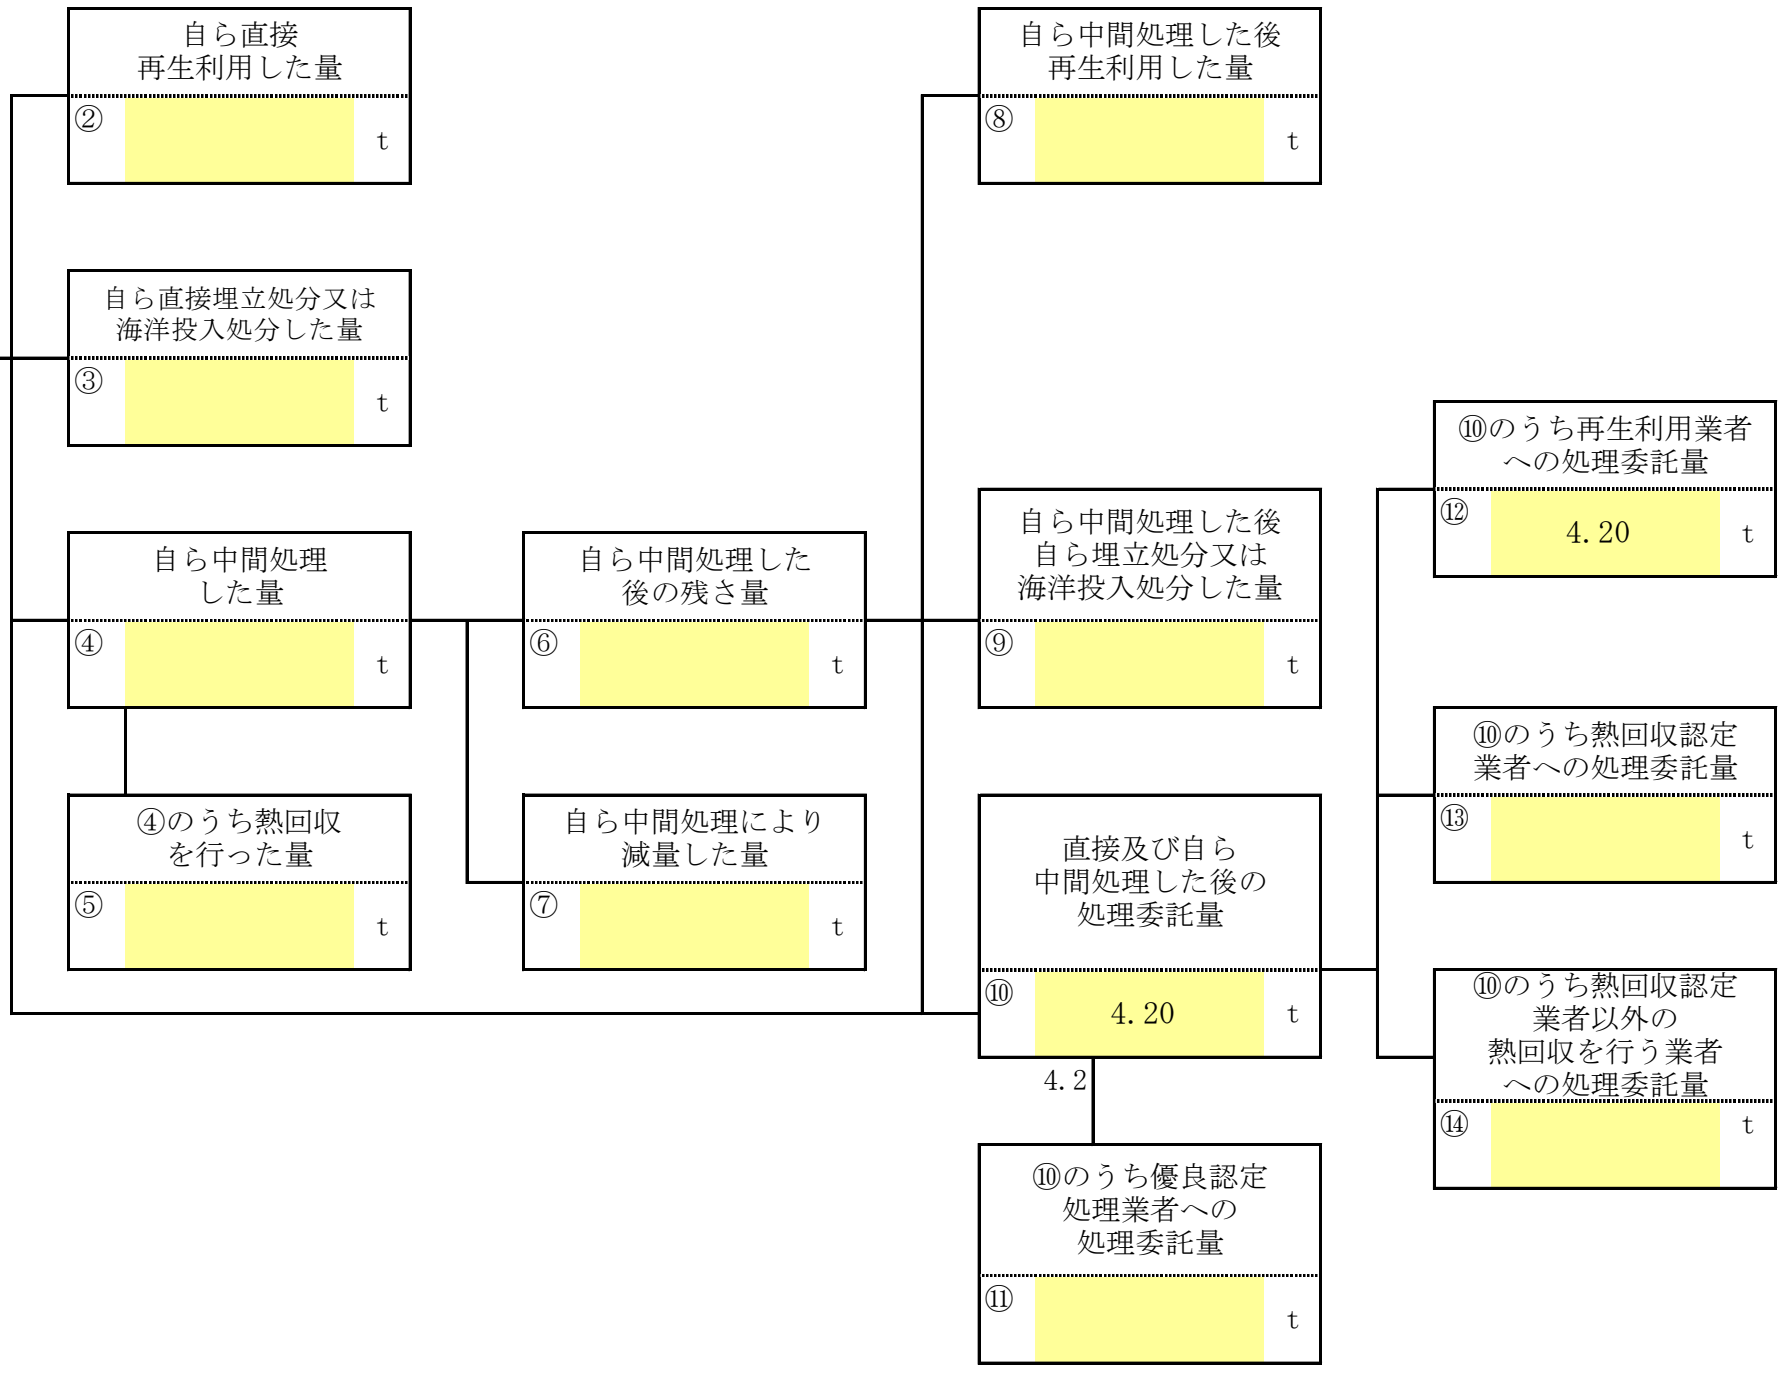 自ら直接
再生利用した量
②
t
自ら中間処理した後
再生利用した量
⑧
t
自ら直接埋立処分又は
海洋投入処分した量
③
t
⑩のうち再生利用業者
への処理委託量
⑫
4.20
t
自ら中間処理
した量
④
t
自ら中間処理した
後の残さ量
⑥
t
自ら中間処理した後
自ら埋立処分又は
海洋投入処分した量
⑨
t
⑩のうち熱回収認定
業者への処理委託量
⑬
t
④のうち熱回収
を行った量
⑤
t
自ら中間処理により
減量した量
⑦
t
直接及び自ら
中間処理した後の
処理委託量
⑩
4.20
t
4.2
⑩のうち熱回収認定
業者以外の
熱回収を行う業者
への処理委託量
⑭
t
⑩のうち優良認定
処理業者への
処理委託量
⑪
t